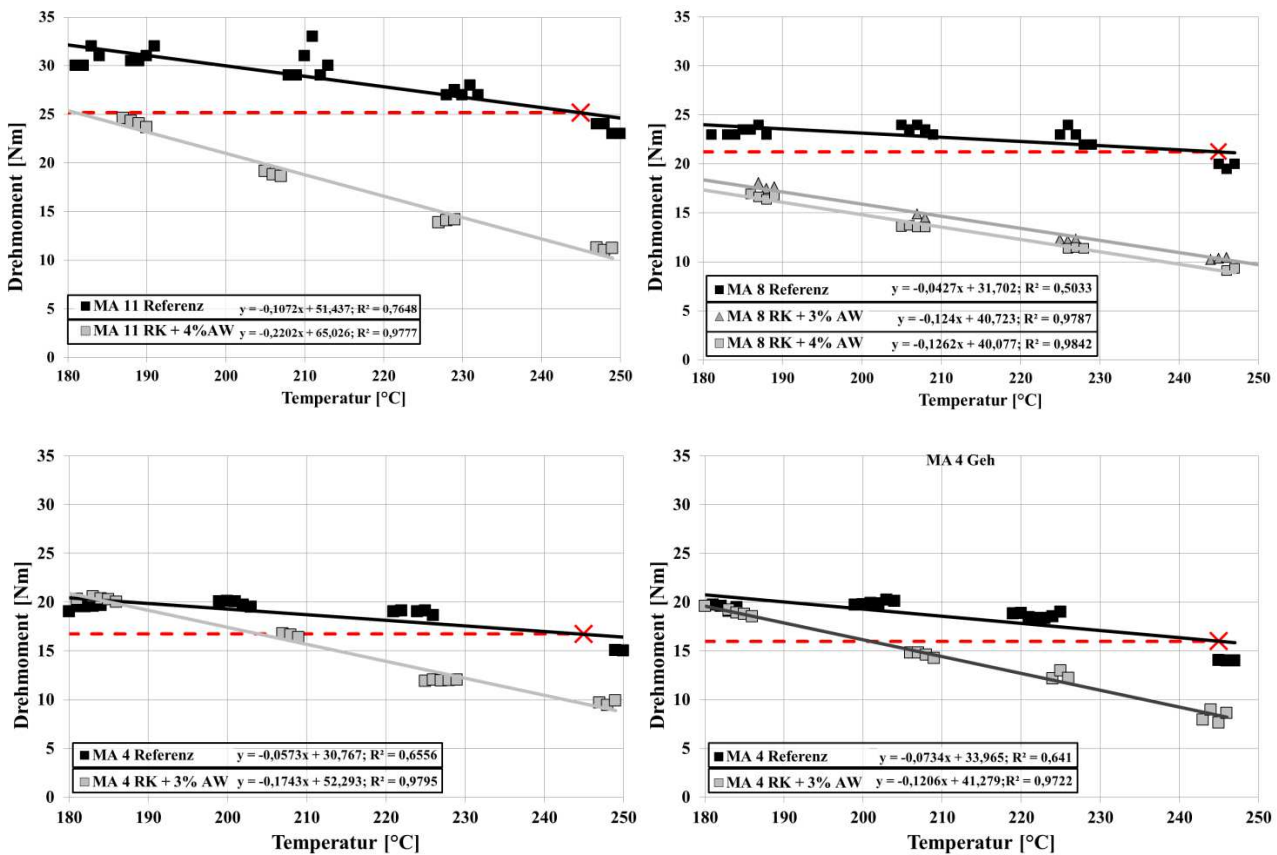 Drehmoment [Nm]
35
30
25
20
15
10
5
0
MA 11 Referenz y = -0,1072x + 51,437; R² = 0,7648
MA 11 RK + 4%AW y = -0,2202x + 65,026; R² = 0,9777
180 190 200 210 220 230 240 250
Temperatur [°C]
Drehmoment [Nm]
35
30
25
20
15
10
5
0
MA 8 Referenz y = -0,0427x + 31,702; R² = 0,5033
MA 8 RK + 3% AW y = -0,124x + 40,723; R² = 0,9787
MA 8 RK + 4% AW y = -0,1262x + 40,077; R² = 0,9842
180 190 200 210 220 230 240 250
Temperatur [°C]
Drehmoment [Nm]
35
30
25
20
15
10
5
0
MA 4 Referenz y = -0,0573x + 30,767; R² = 0,6556
MA 4 RK + 3% AW y = -0,1743x + 52,293; R² = 0,9795
180 190 200 210 220 230 240 250
Temperatur [°C]
MA 4 Geh
Drehmoment [Nm]
35
30
25
20
15
10
5
0
MA 4 Referenz y = -0,0734x + 33,965; R² = 0,641
MA 4 RK + 3% AW y = -0,1206x + 41,279;R² = 0,9722
180 190 200 210 220 230 240 250
Temperatur [°C]